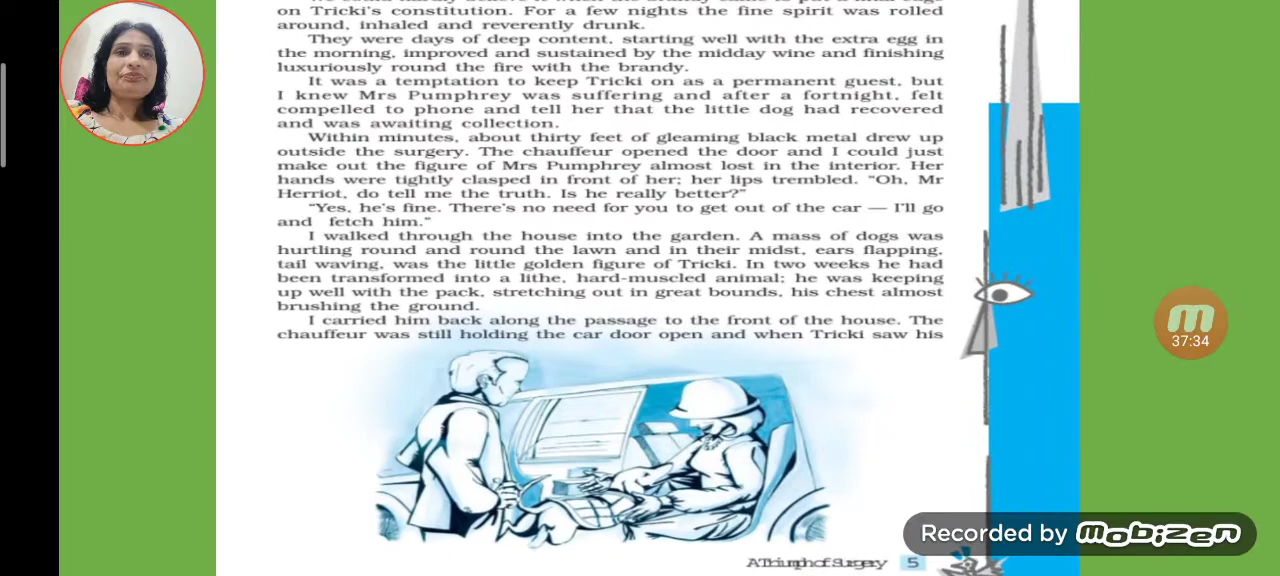 on Tricki's constitution. For a few nights the fine spirit was rolled
around, inhaled and reverently drunk.
They were days of deep content, starting well with the extra egg in
the morning, improved and sustained by the midday wine and finishing
luxuriously round the fire with the brandy.
It was a temptation to keep Tricki on as a permanent guest, but
I knew Mrs Pumphrey was suffering and after a fortnight, felt
compelled to phone and tell her that the little dog had recovered
and was awaiting collection.
Within minutes, about thirty feet of gleaming black metal drew up
outside the surgery. The chauffeur opened the door and I could just
make out the figure of Mrs Pumphrey almost lost in the interior. Her
hands were tightly clasped in front of her; her lips trembled. “Oh, Mr
Herriot, do tell me the truth. Is he really better?”
“Yes, he's fine. There's no need for you to get out of the car — I'll go
and fetch him.”
I walked through the house into the garden. A mass of dogs was
hurtling round and round the lawn and in their midst, ears flapping,
tail waving, was the little golden figure of Tricki. In two weeks he had
been transformed into a lithe, hard-muscled animal; he was keeping
up well with the pack, stretching out in great bounds, his chest almost
brushing the ground.
I carried him back along the passage to the front of the house. The
chauffeur was still holding the car door open and when Tricki saw his
37:34
A Triumph of Surgery 5
Recorded by mobizen